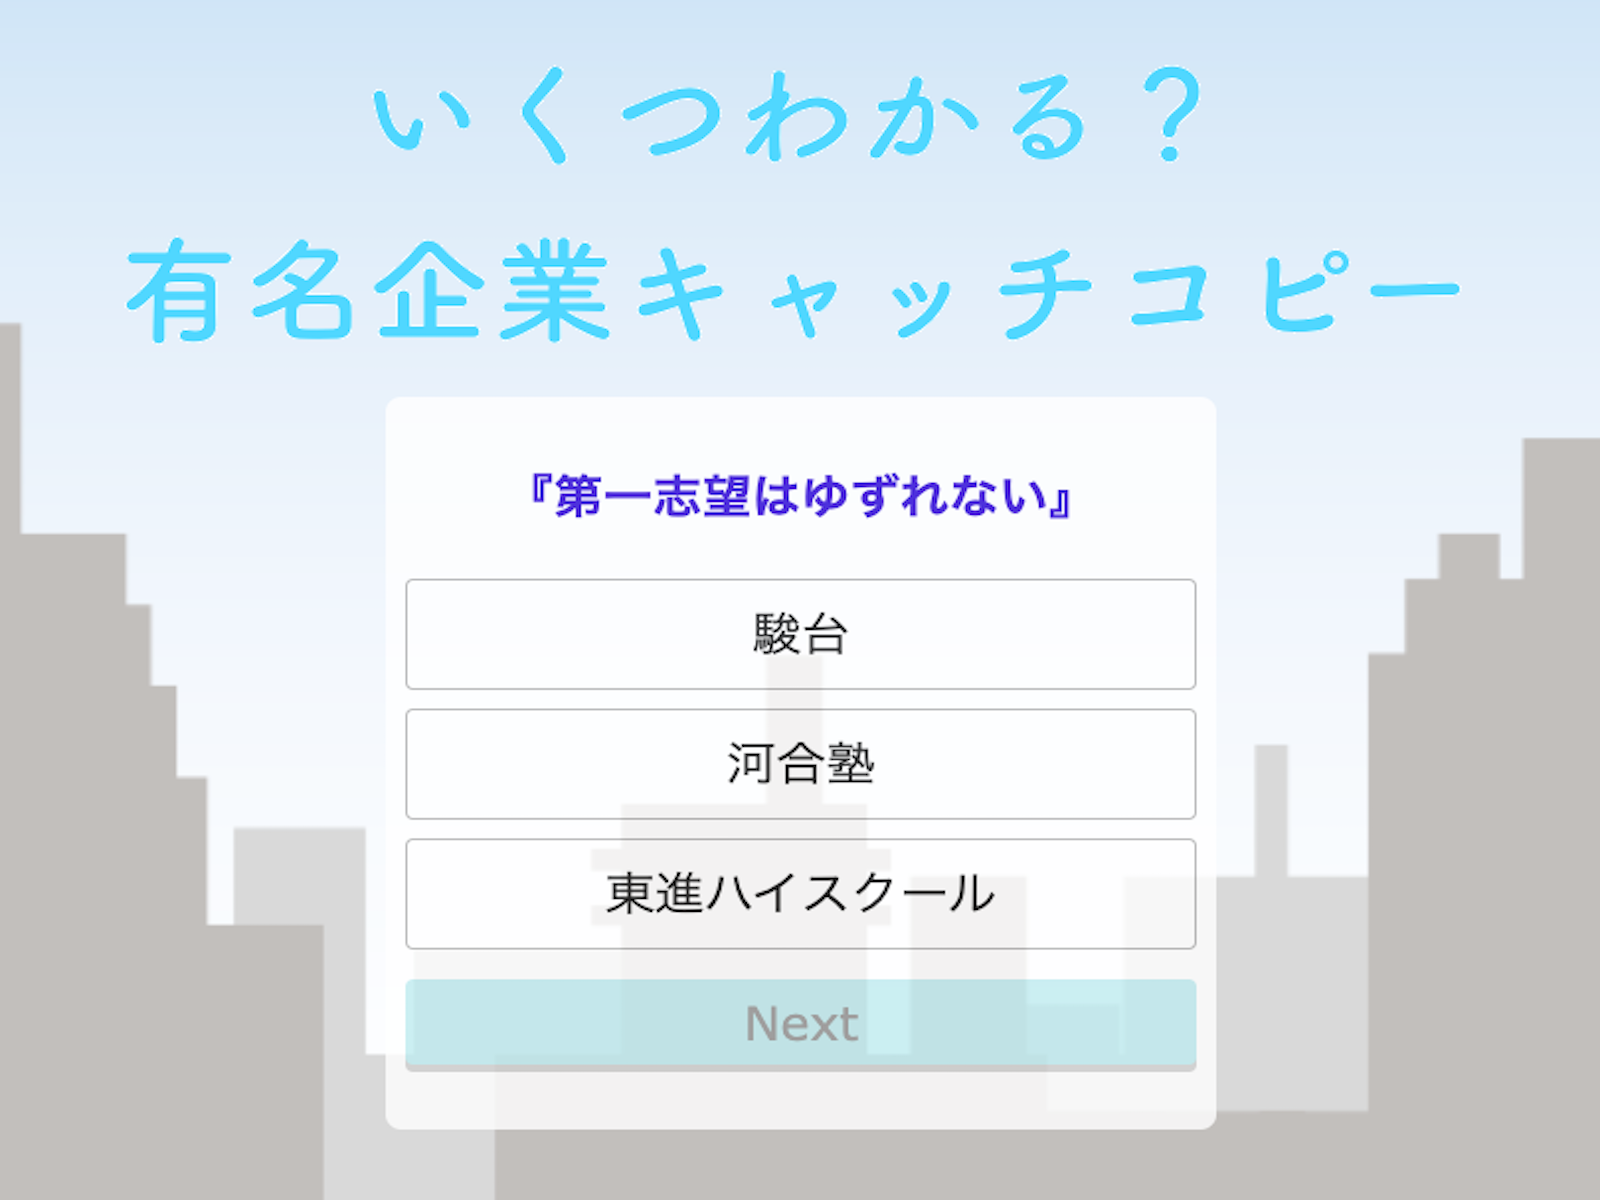 いくつわかる？
有名企業キャッチコピー
『第一志望はゆずれない』
駿台
河合塾
東進ハイスクール
Next